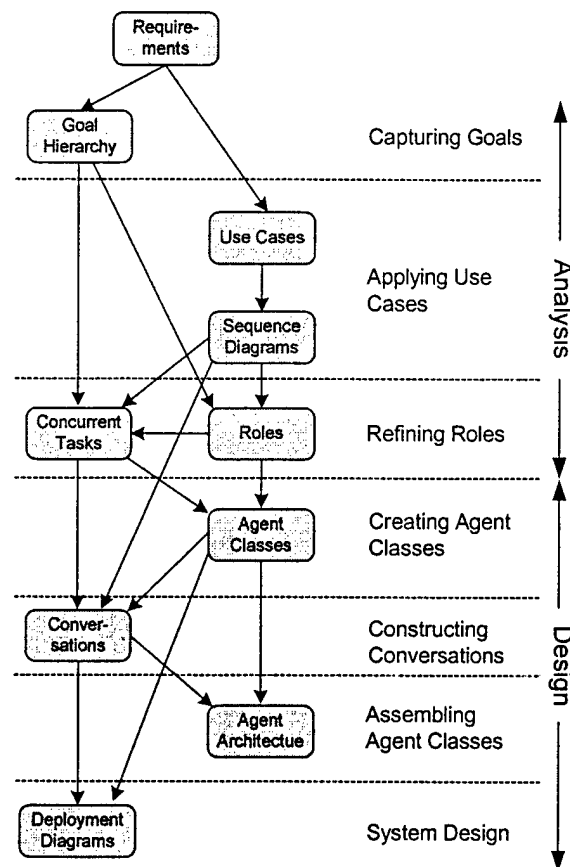 Require-
ments
Goal
Hierarchy
Capturing Goals
Use Cases
Applying Use
Cases
Sequence
Diagrams
Analysis
Concurrent
Tasks
Roles
Refining Roles
Agent
Classes
Creating Agent
Classes
Conver-
sations
Constructing
Conversations
Design
Agent
Architectue
Assembling
Agent Classes
Deployment
Diagrams
System Design